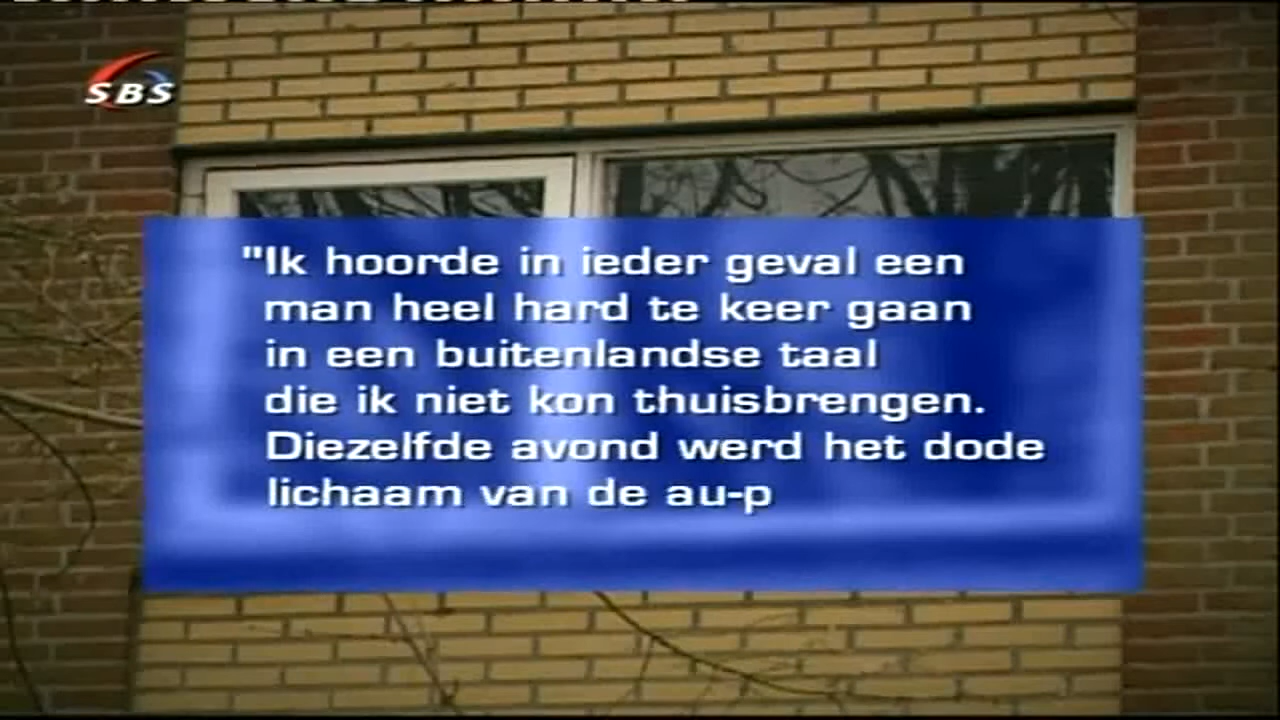 SBS
"Ik hoorde in ieder geval een
man heel hard te keer gaan
in een buitenlandse taal
die ik niet kon thuisbrengen.
Diezelfde avond werd het dode
lichaam van de au-p